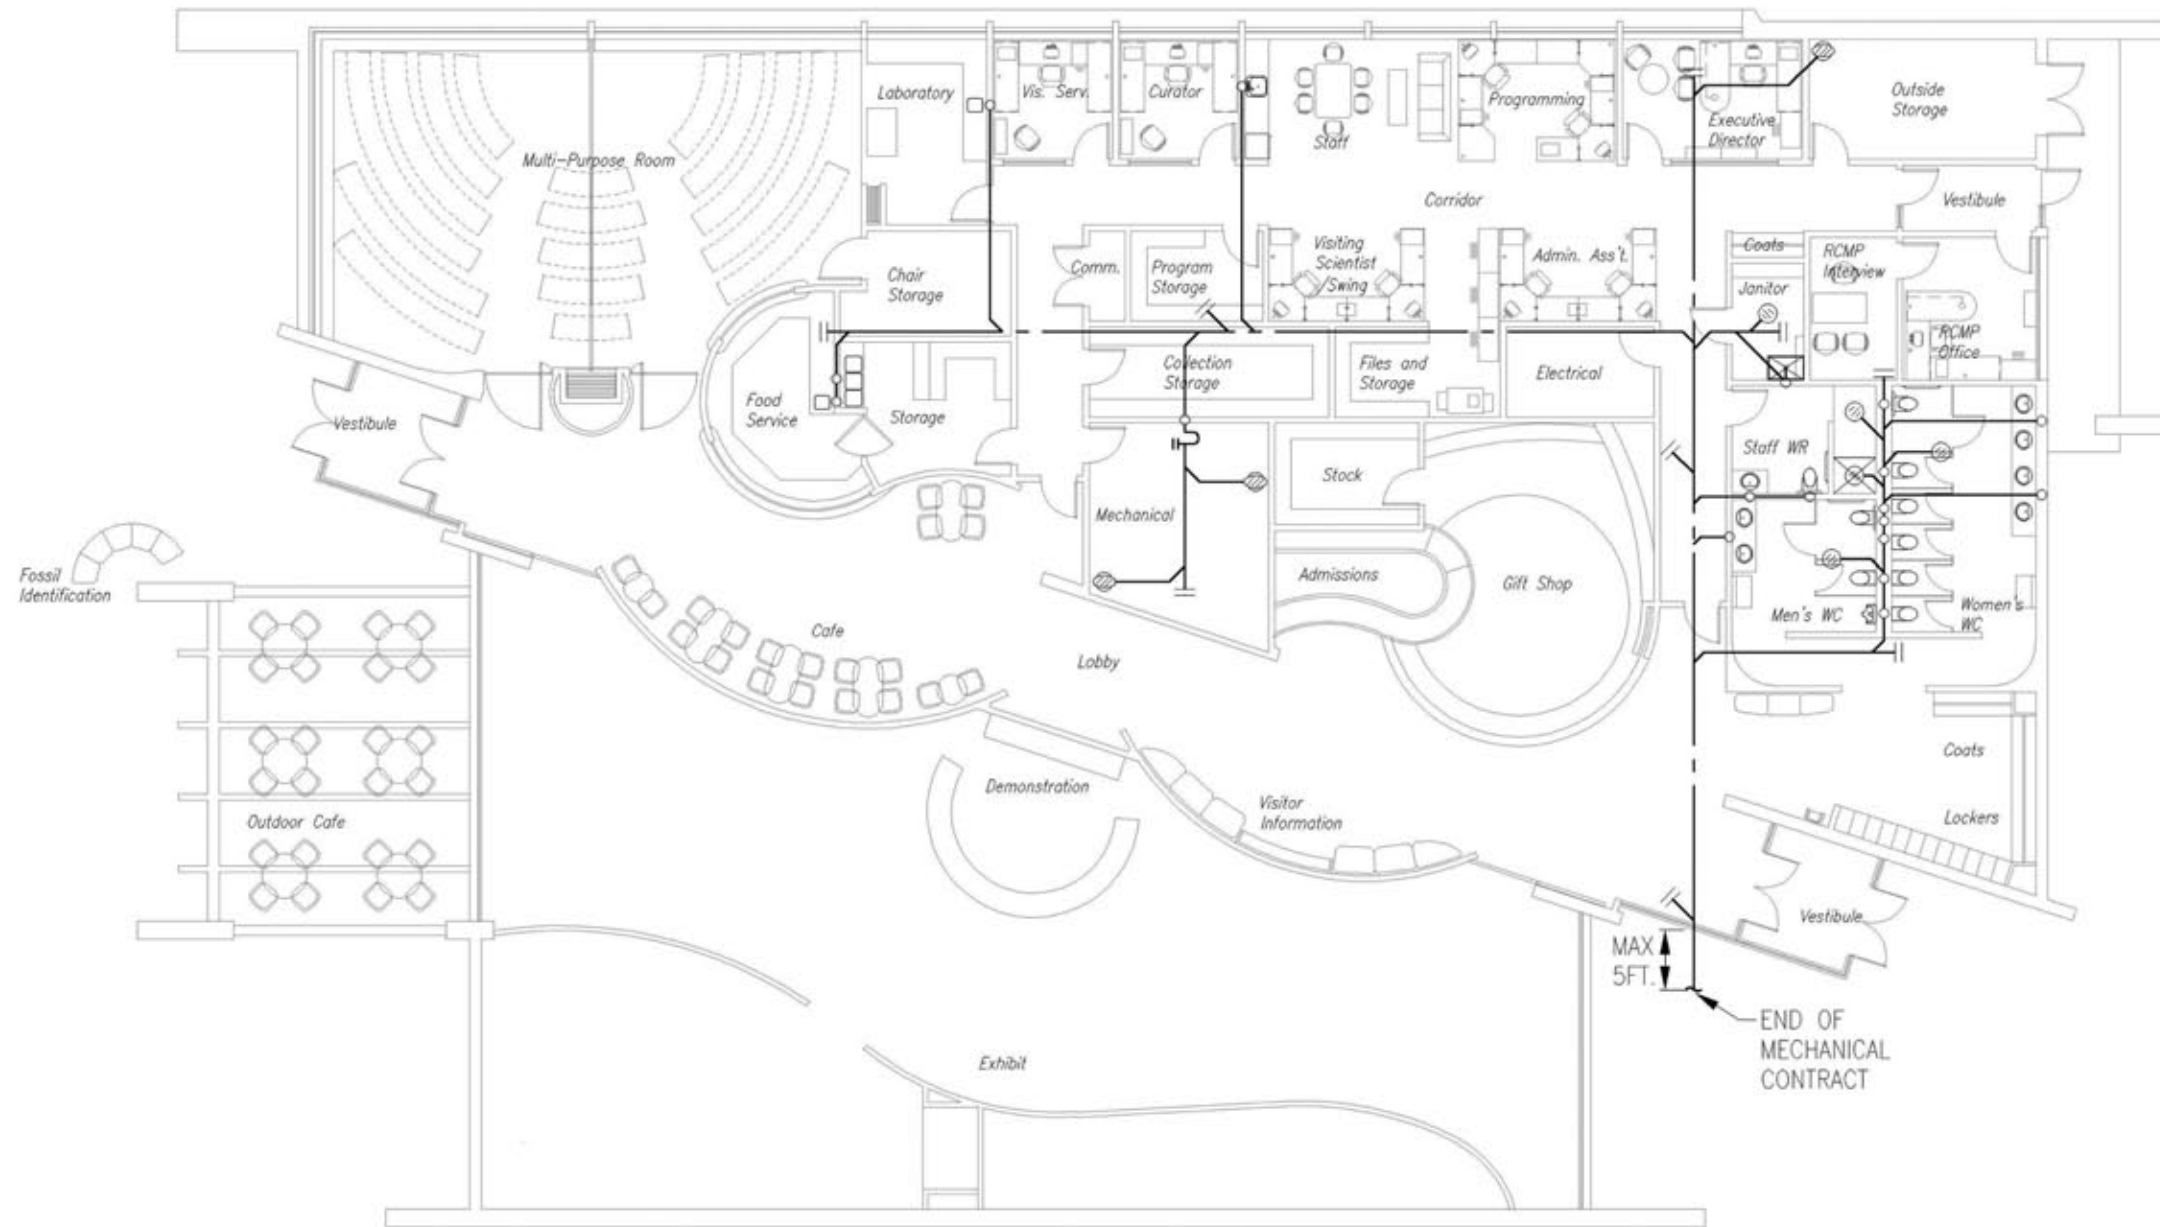 Laboratory
Vis. Serv.
Curator
Staff
Programming
Executive
Director
Outside
Storage
Multi-Purpose Room
Corridor
Vestibule
Chair
Storage
Comm.
Program
Storage
Visiting
Scientist
/Swing
Admin. Ass't.
Coats
Janitor
RCMP
Interview
RCMP
Office
Vestibule
Food
Service
Storage
Collection
Storage
Files and
Storage
Electrical
Staff WR
Mechanical
Stock
Admissions
Gift Shop
Men's WC
Women's
WC
Fossil
Identification
Cafe
Lobby
Demonstration
Visitor
Information
Outdoor Cafe
Coats
Lockers
Vestibule
MAX
5FT.
END OF
MECHANICAL
CONTRACT
Exhibit